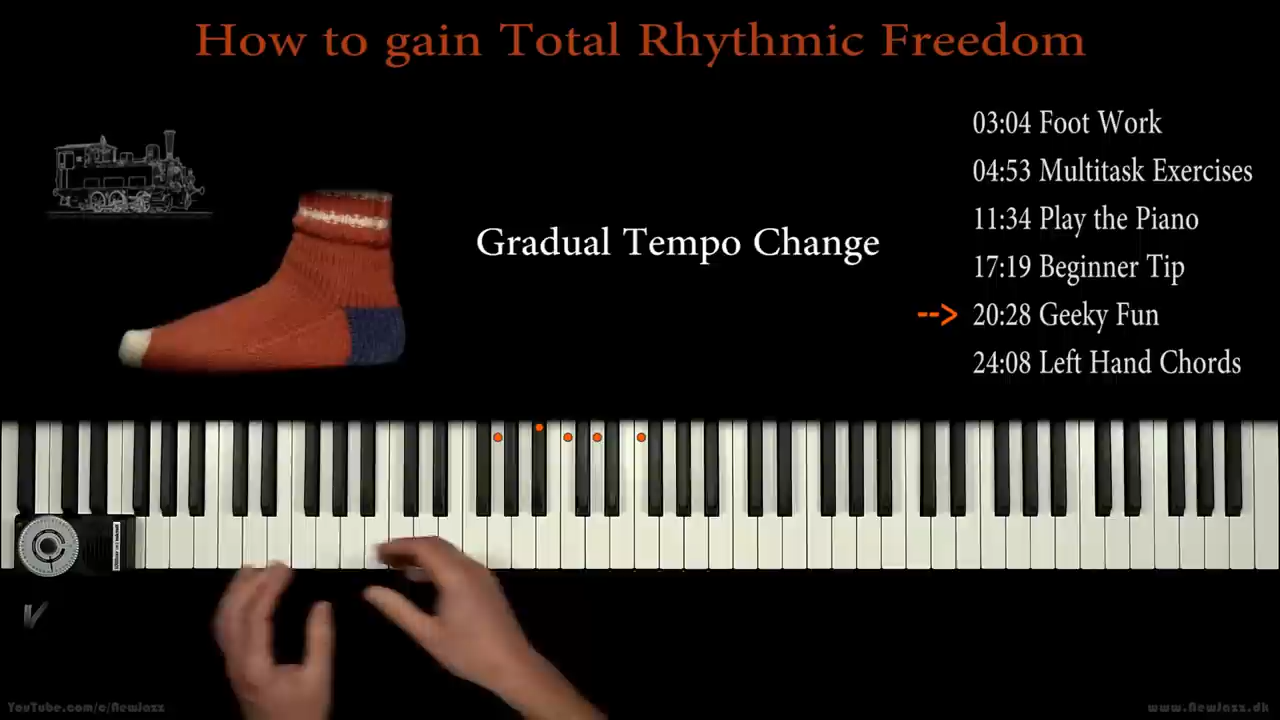 How to gain Total Rhythmic Freedom
03:04 Foot Work
04:53 Multitask Exercises
11:34 Play the Piano
17:19 Beginner Tip
--> 20:28 Geeky Fun
24:08 Left Hand Chords
Gradual Tempo Change
YouTube.com/c/NewJazz
www.NewJazz.dk